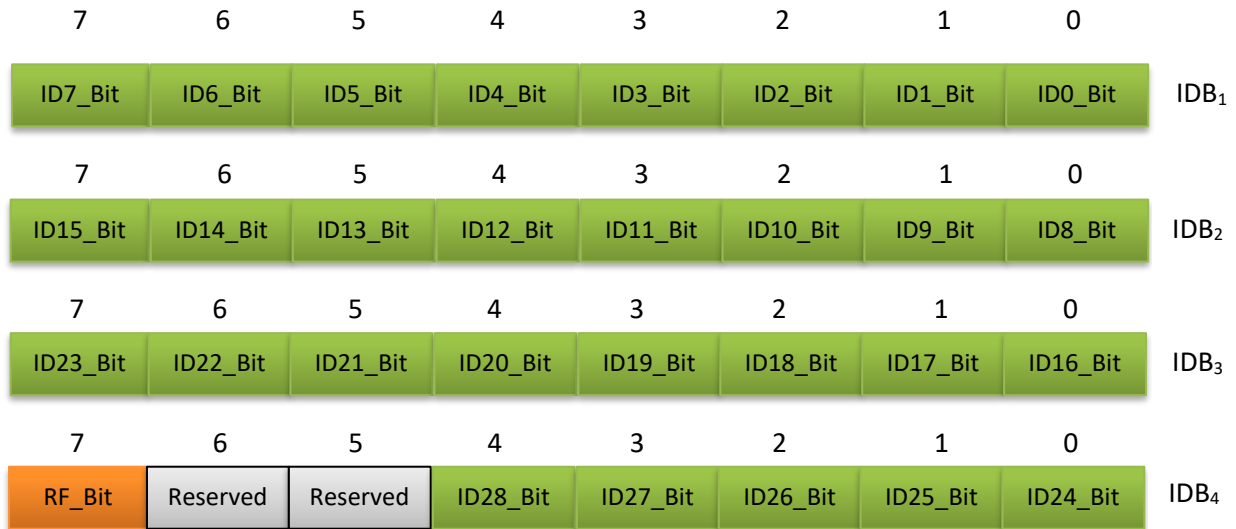 7 6 5 4 3 2 1 0
ID7_Bit ID6_Bit ID5_Bit ID4_Bit ID3_Bit ID2_Bit ID1_Bit ID0_Bit IDB₁
7 6 5 4 3 2 1 0
ID15_Bit ID14_Bit ID13_Bit ID12_Bit ID11_Bit ID10_Bit ID9_Bit ID8_Bit IDB₂
7 6 5 4 3 2 1 0
ID23_Bit ID22_Bit ID21_Bit ID20_Bit ID19_Bit ID18_Bit ID17_Bit ID16_Bit IDB₃
7 6 5 4 3 2 1 0
RF_Bit Reserved Reserved ID28_Bit ID27_Bit ID26_Bit ID25_Bit ID24_Bit IDB₄